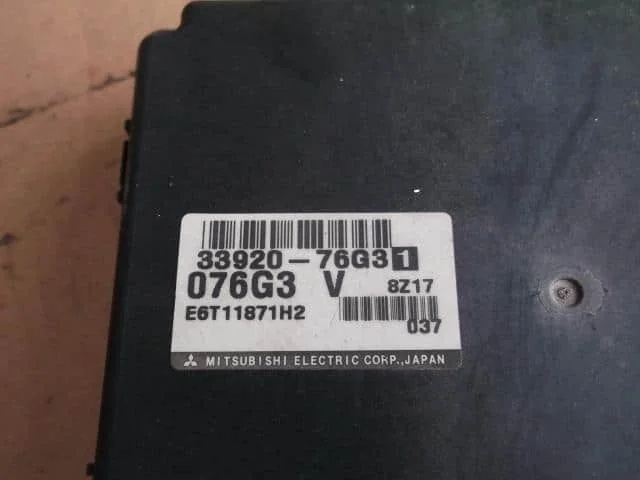 33920-76G3 1
076G3 V 8Z17
E6T11871H2
037
MITSUBISHI ELECTRIC CORP.,JAPAN